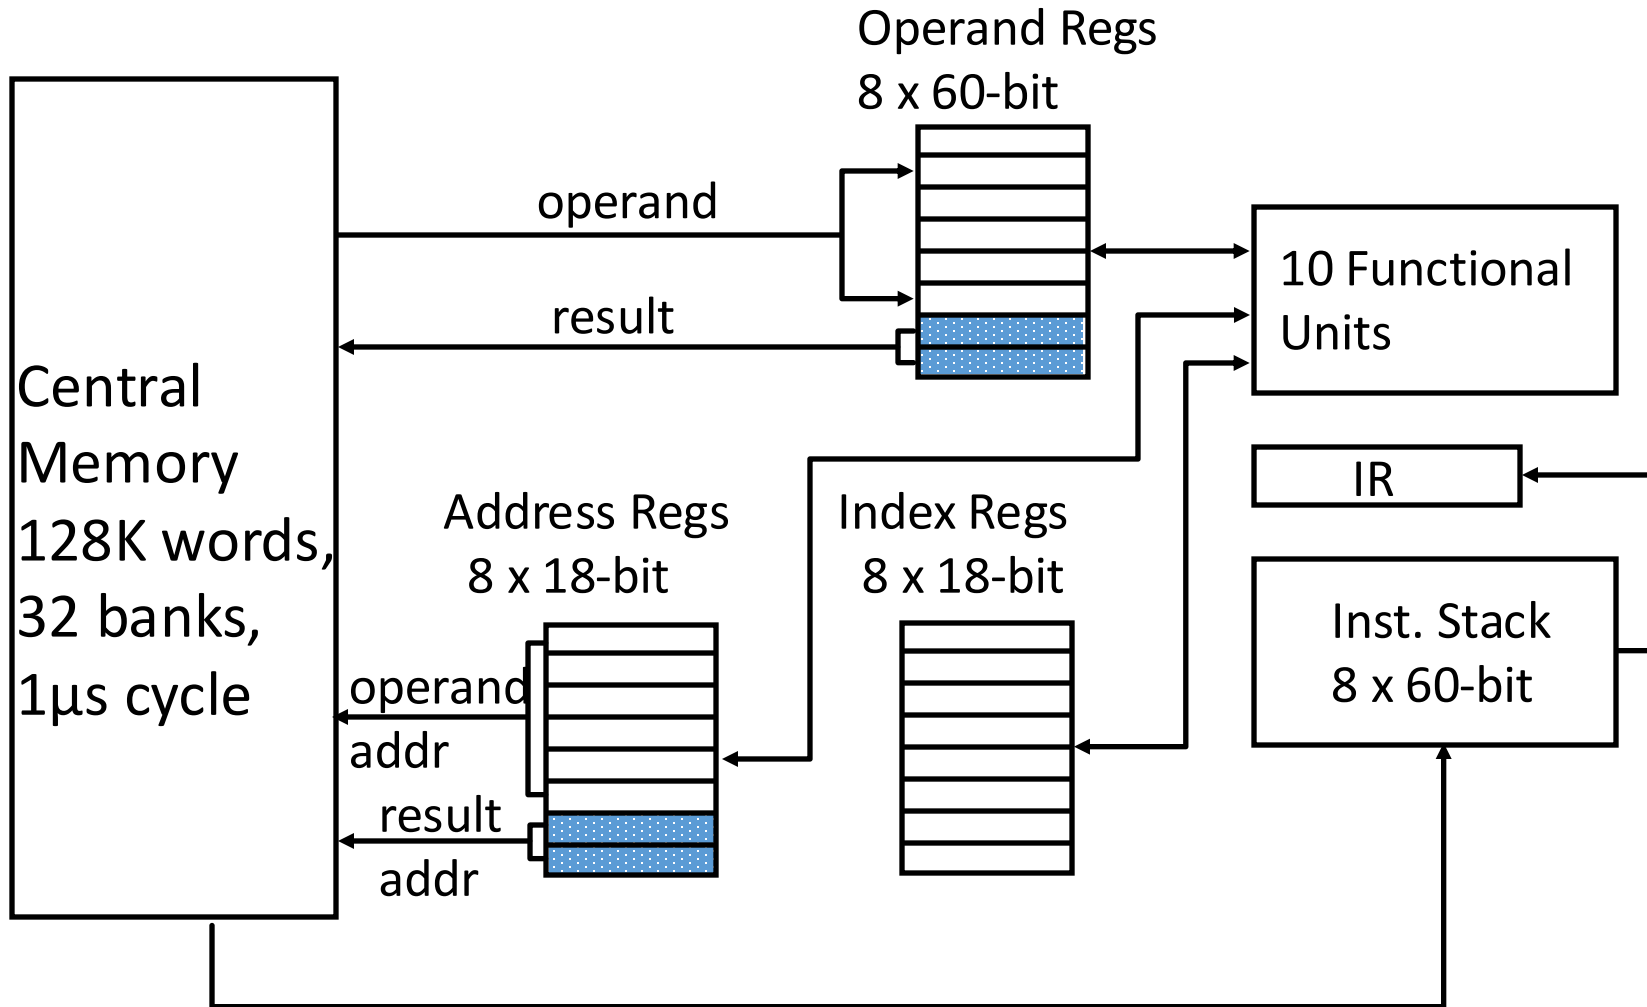 Operand Regs
8 x 60-bit
operand
result
10 Functional
Units
Central
Memory
128K words,
32 banks,
1μs cycle
IR
Address Regs
8 x 18-bit
Index Regs
8 x 18-bit
Inst. Stack
8 x 60-bit
operand
addr
result
addr